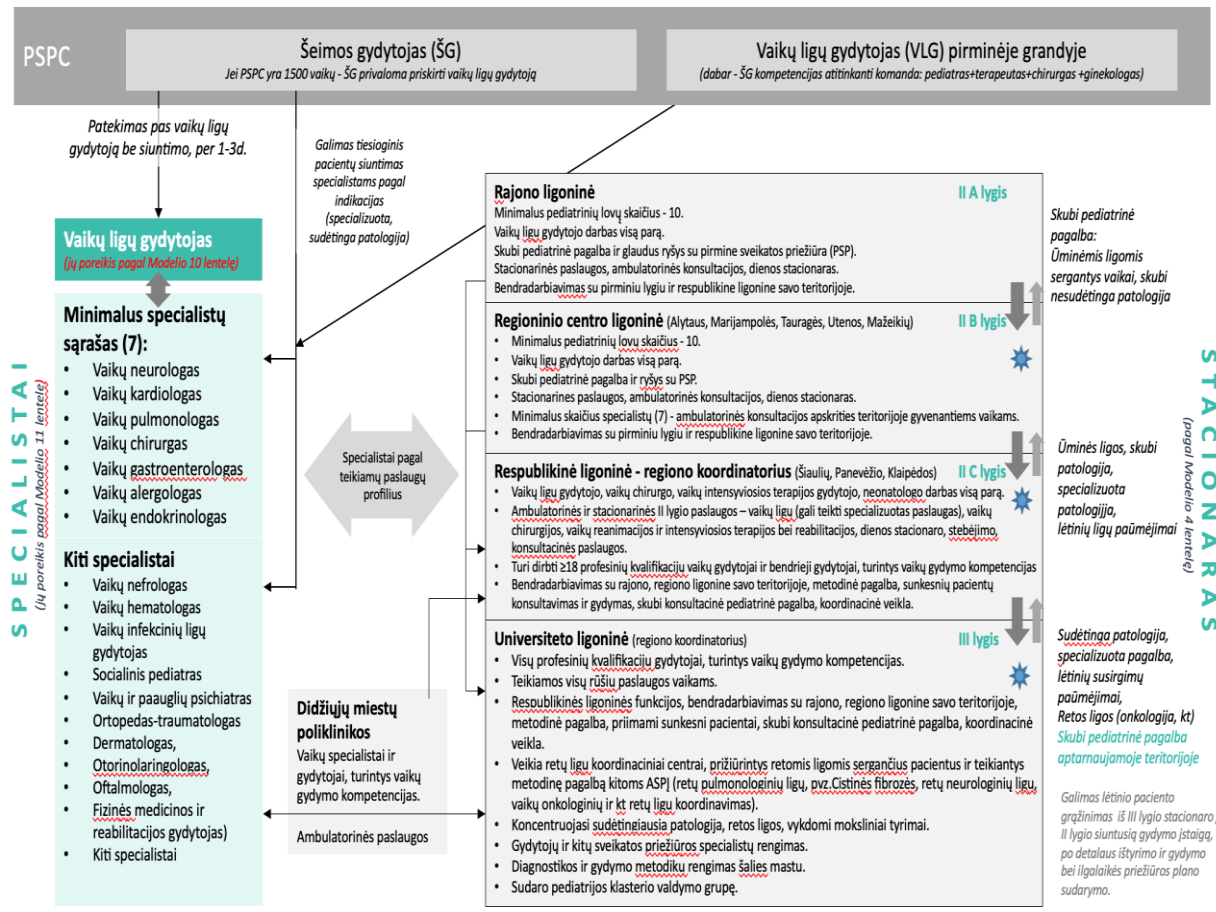 PSPC
Šeimos gydytojas (ŠG)
Jei PSPC yra 1500 vaikų - ŠG privaloma priskirti vaikų ligų gydytoją
Vaikų ligų gydytojas (VLG) pirminėje grandyje
(dabar - ŠG kompetencijas atitinkanti komanda: pediatras+terapeutas+chirurgas +ginekologas)
Patekimas pas vaikų ligų
gydytoją be siuntimo, per 1-3d.
Galimas tiesioginis
pacientų siuntimas
specialistams pagal
indikacijas
(specializuota,
sudėtinga patologija)
SPECIALISTAI
(jų poreikis pagal Modelio 11 lentelę)
Vaikų ligų gydytojas
(jų poreikis pagal Modelio 10 lentelę)
Minimalus specialistų
sąrašas (7):
• Vaikų neurologas
• Vaikų kardiologas
• Vaikų pulmonologas
• Vaikų chirurgas
• Vaikų gastroenterologas
• Vaikų alergologas
• Vaikų endokrinologas
Kiti specialistai
• Vaikų nefrologas
• Vaikų hematologas
• Vaikų infekcinių ligų
gydytojas
• Socialinis pediatras
• Vaikų ir paauglių psichiatras
• Ortopedas-traumatologas
• Dermatologas,
• Otorinolaringologas,
• Oftalmologas,
• Fizinės medicinos ir
reabilitacijos gydytojas)
• Kiti specialistai
Specialistai pagal
teikiamų paslaugų
profilius
Didžiųjų miestų
poliklinikos
Vaikų specialistai ir
gydytojai, turintys vaikų
gydymo kompetencijas.
Ambulatorinės paslaugos
Rajono ligoninė II A lygis
Minimalus pediatrinių lovų skaičius - 10.
Vaikų ligų gydytojo darbas visą parą.
Skubi pediatrinė pagalba ir glaudus ryšys su pirmine sveikatos priežiūra (PSP).
Stacionarinės paslaugos, ambulatorinės konsultacijos, dienos stacionaras.
Bendradarbiavimas su pirminiu lygiu ir respublikine ligonine savo teritorijoje.
Regioninio centro ligoninė (Alytaus, Marijampolės, Tauragės, Utenos, Mažeikių) II B lygis
• Minimalus pediatrinių lovų skaičius - 10.
• Vaikų ligų gydytojo darbas visą parą.
• Skubi pediatrinė pagalba ir ryšys su PSP.
• Stacionarines paslaugos, ambulatorinės konsultacijos, dienos stacionaras.
• Minimalus skaičius specialistų (7) - ambulatorinės konsultacijos apskrities teritorijoje gyvenantiems vaikams.
• Bendradarbiavimas su pirminiu lygiu ir respublikine ligonine savo teritorijoje.
Respublikinė ligoninė - regiono koordinatorius (Šiaulių, Panevėžio, Klaipėdos) II C lygis
• Vaikų ligų gydytojo, vaikų chirurgo, vaikų intensyviosios terapijos gydytojo, neonatologo darbas visą parą.
• Ambulatorinės ir stacionarinės II lygio paslaugos – vaikų ligų (gali teikti specializuotas paslaugas), vaikų
chirurgijos, vaikų reanimacijos ir intensyviosios terapijos bei reabilitacijos, dienos stacionaro, stebėjimo,
konsultacinės paslaugos.
• Turi dirbti ≥18 profesinių kvalifikacijų vaikų gydytojai ir bendrieji gydytojai, turintys vaikų gydymo kompetencijas
• Bendradarbiavimas su rajono, regiono ligonine savo teritorijoje, metodinė pagalba, sunkesnių pacientų
konsultavimas ir gydymas, skubi konsultacinė pediatrinė pagalba, koordinacinė veikla.
Universiteto ligoninė (regiono koordinatorius) III lygis
• Visų profesinių kvalifikacijų gydytojai, turintys vaikų gydymo kompetencijas.
• Teikiamos visų rūšių paslaugos vaikams.
• Respublikinės ligoninės funkcijos, bendradarbiavimas su rajono, regiono ligonine savo teritorijoje,
metodinė pagalba, priimami sunkesni pacientai, skubi konsultacinė pediatrinė pagalba, koordinacinė
veikla.
• Veikia retų ligų koordinaciniai centrai, prižiūrintys retomis ligomis sergančius pacientus ir teikiantys
metodinę pagalbą kitoms ASPĮ (retų pulmonologinių ligų, pvz.Cistinės fibrozės, retų neurologinių ligų,
vaikų onkologinių ir kt retų ligų koordinavimas).
• Koncentruojasi sudėtingiausia patologija, retos ligos, vykdomi moksliniai tyrimai.
• Gydytojų ir kitų sveikatos priežiūros specialistų rengimas.
• Diagnostikos ir gydymo metodikų rengimas šalies mastu.
• Sudaro pediatrijos klasterio valdymo grupę.
Skubi pediatrinė
pagalba:
Ūminėmis ligomis
sergantys vaikai, skubi
nesudėtinga patologija
Ūminės ligos, skubi
patologija,
specializuota
patologijja,
lėtinių ligų paūmėjimai
Sudėtinga patologija,
specializuota pagalba,
lėtinių susirgimų
paūmėjimai,
Retos ligos (onkologija, kt)
Skubi pediatrinė pagalba
aptarnaujamoje teritorijoje
Galimas lėtinio paciento
grąžinimas iš III lygio stacionaro į
II lygio siuntusią gydymo įstaigą,
po detalaus ištyrimo ir gydymo
bei ilgalaikės priežiūros plano
sudarymo.
STACIONARAS
(pagal Modelio 4 lentelę)